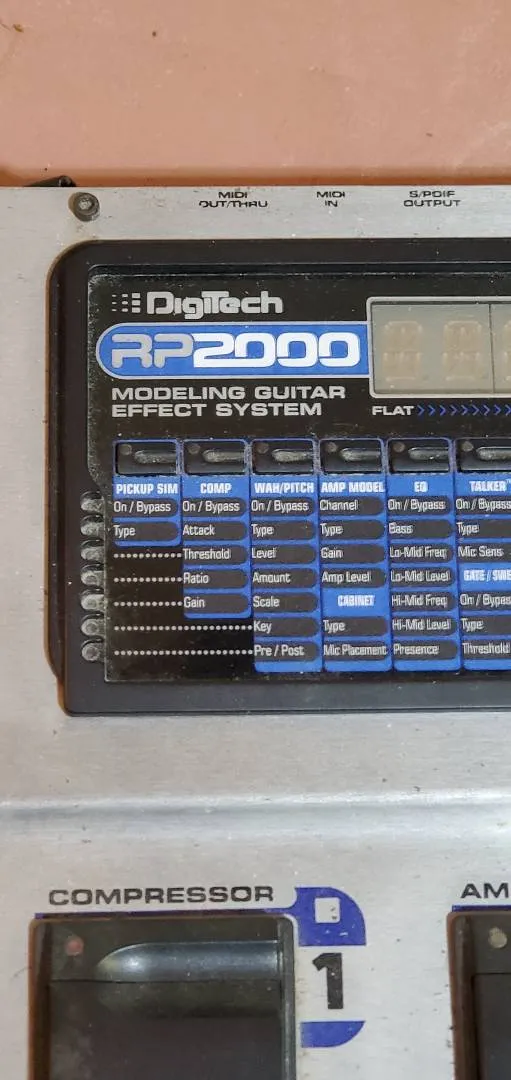 MIDI OUT/THRU
MIDI IN
S/PDIF OUTPUT
DigiTech
RP2000
MODELING GUITAR
EFFECT SYSTEM
FLAT
PICKUP SIM COMP WAH/PITCH AMP MODEL EQ TALKER™
On / Bypass On / Bypass On / Bypass Channel On / Bypass On / Bypass
Type Attack Type Type Bass Type
Threshold Level Gain Lo-Mid Freq Mic Sens
Ratio Amount Amp Level Lo-Mid Level GATE / SWE
Gain Scale CABINET Hi-Mid Freq On / Bypass
Key Type Hi-Mid Level Type
Pre / Post Mic Placement Presence Threshold
COMPRESSOR
AM
1